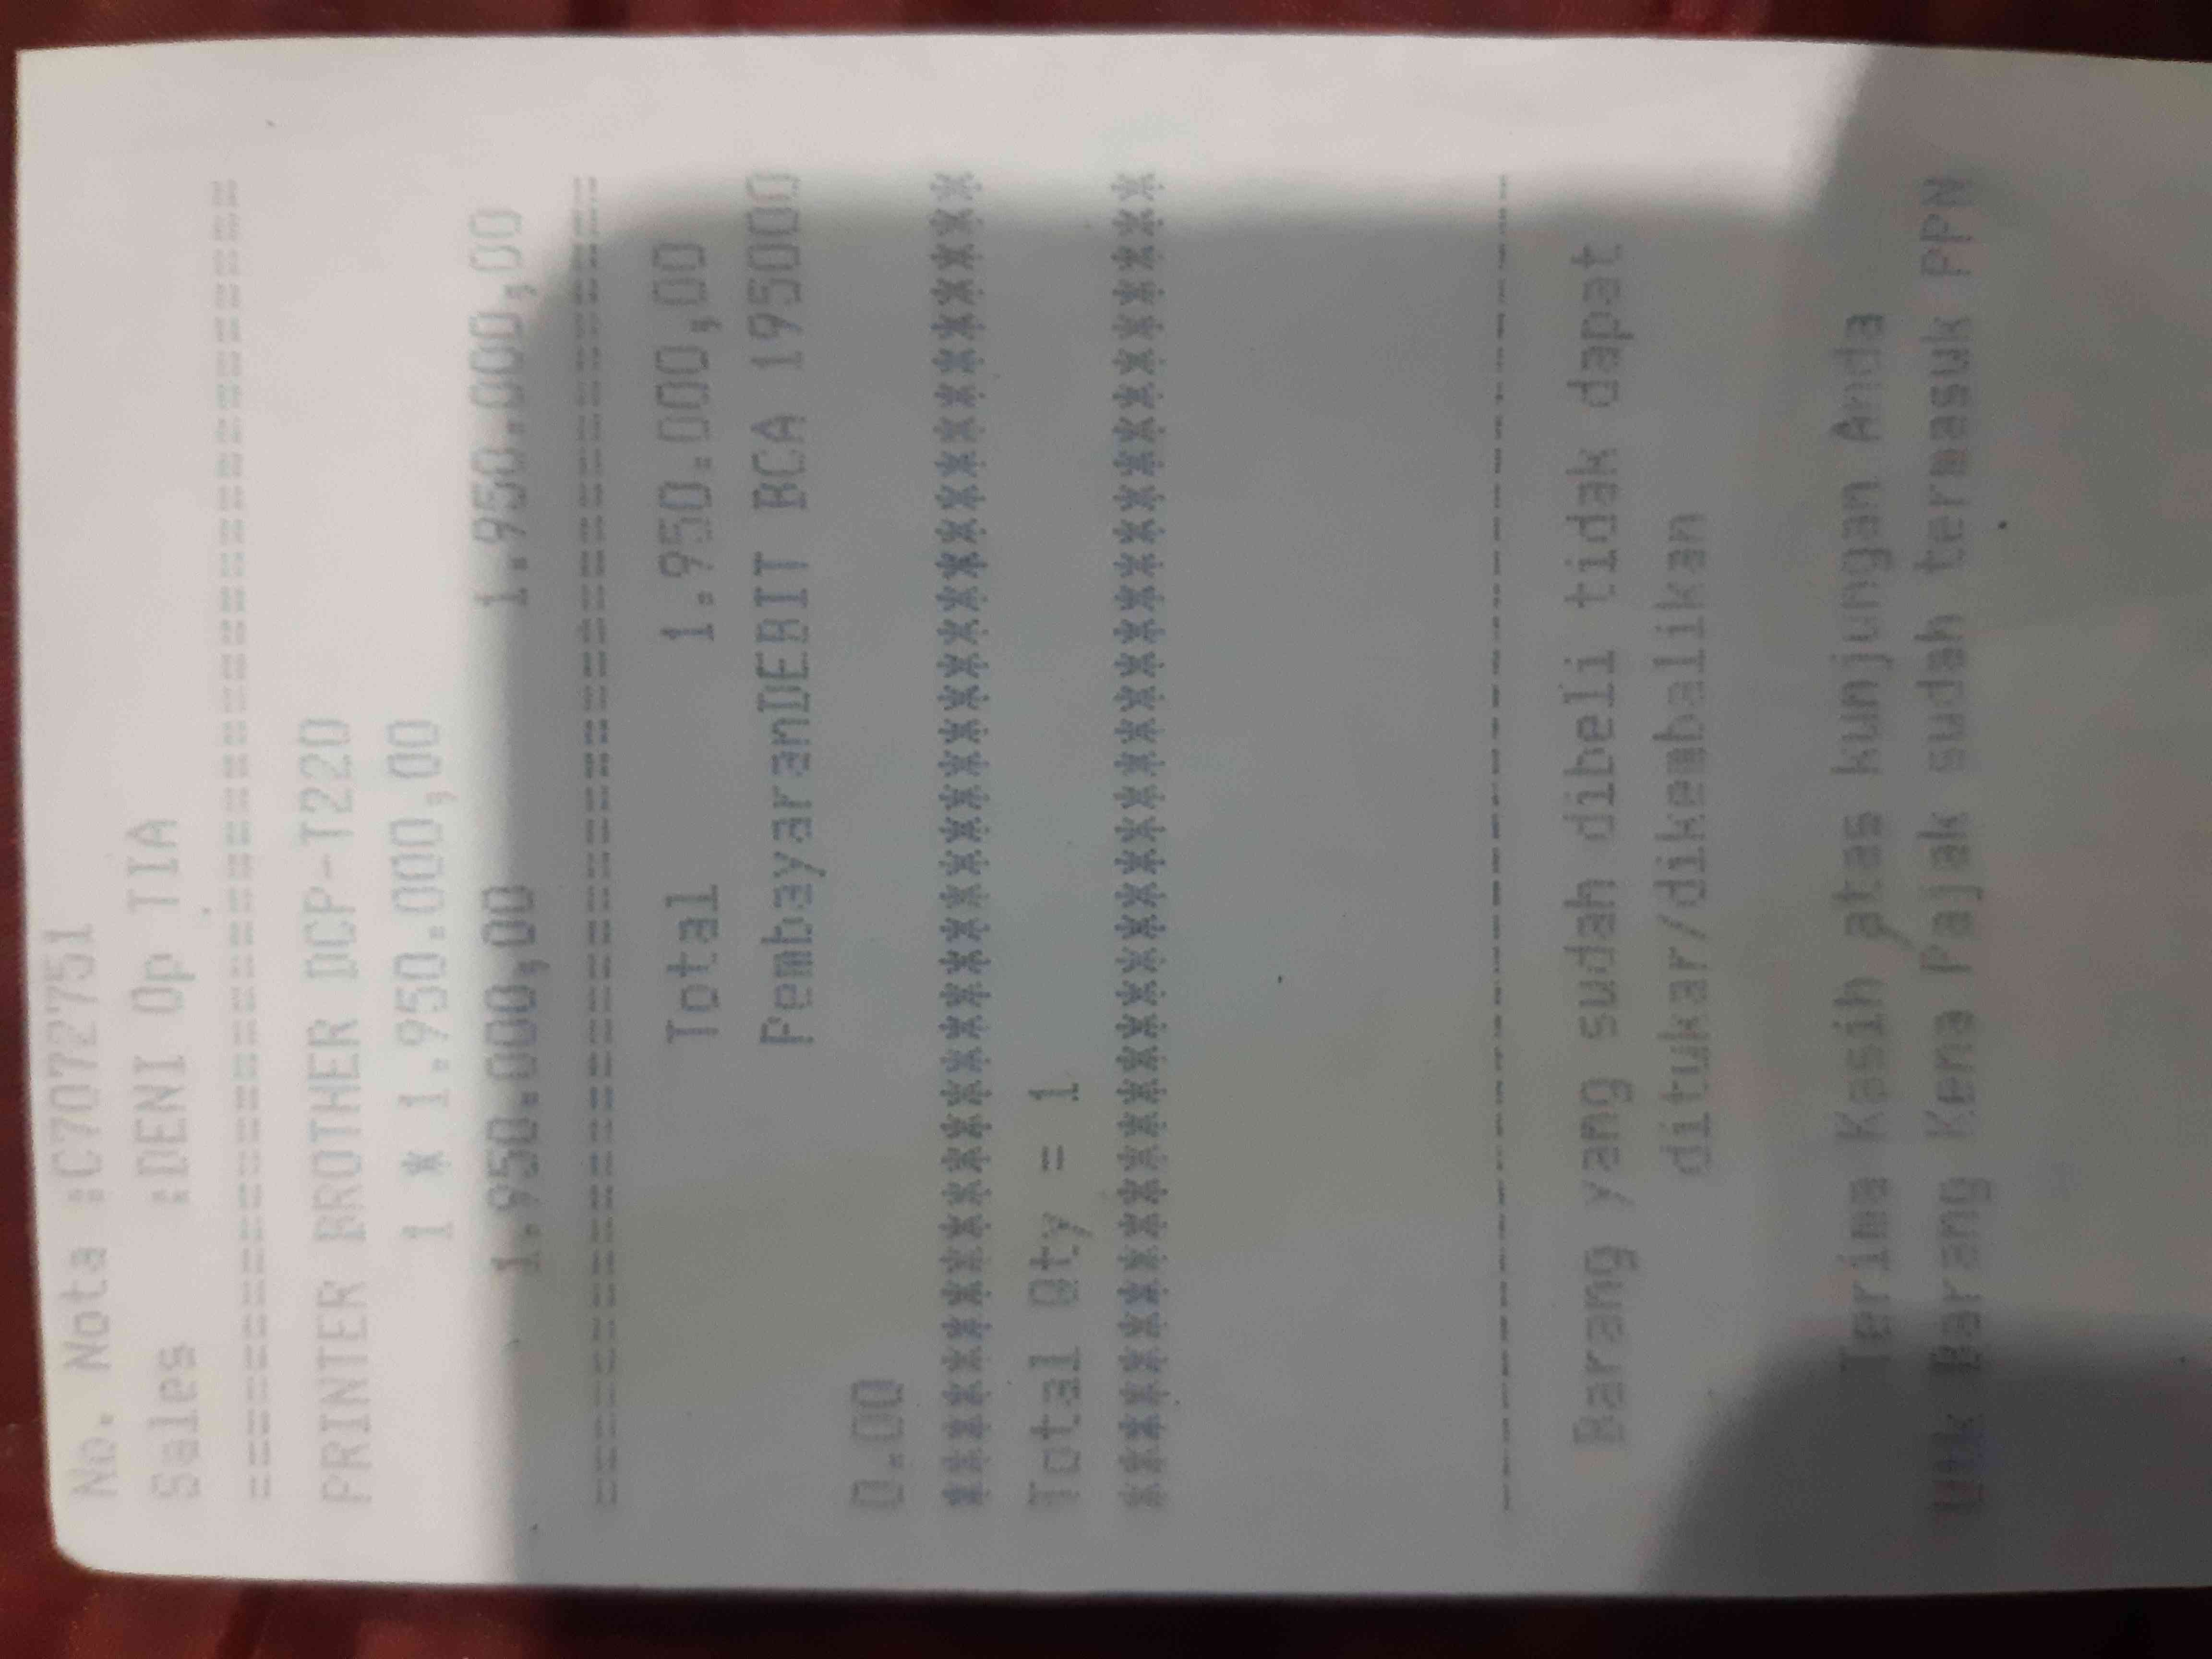 No. Nota :C7072751
Sales :DENI Op TIA
======================================
PRINTER BROTHER DCP-T220
1 * 1.950.000,00
1.950.000,00 1.950.000,00
======================================
Total 1.950.000,00
PembayaranDEBIT BCA 195000
0.00
**************************************
Total Qty = 1
**************************************
--------------------------------------
Barang yang sudah dibeli tidak dapat
ditukar/dikembalikan
Terima Kasih atas kunjungan Anda
Utk Barang Kena Pajak sudah termasuk PPN